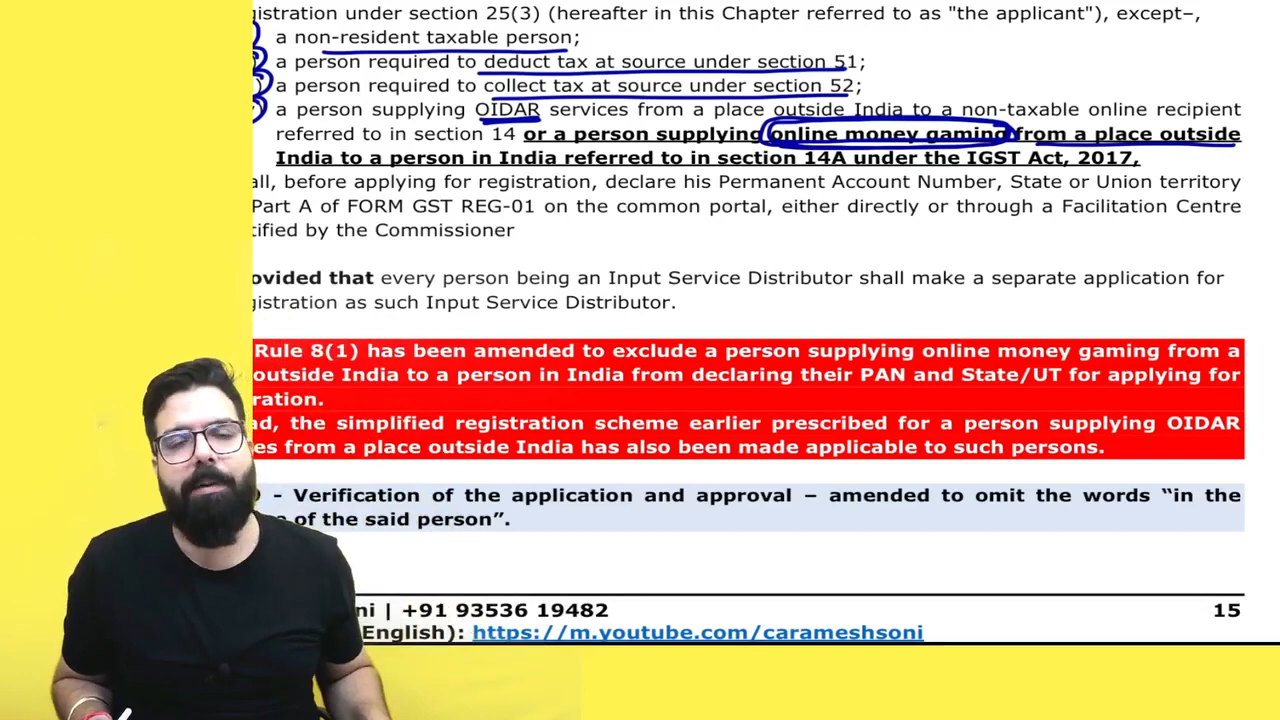 istration under section 25(3) (hereafter in this Chapter referred to as "the applicant"), except–,
a non-resident taxable person;
a person required to deduct tax at source under section 51;
a person required to collect tax at source under section 52;
a person supplying OIDAR services from a place outside India to a non-taxable online recipient
referred to in section 14 or a person supplying online money gaming from a place outside
India to a person in India referred to in section 14A under the IGST Act, 2017,
all, before applying for registration, declare his Permanent Account Number, State or Union territory
Part A of FORM GST REG-01 on the common portal, either directly or through a Facilitation Centre
tified by the Commissioner
ovided that every person being an Input Service Distributor shall make a separate application for
gistration as such Input Service Distributor.
Rule 8(1) has been amended to exclude a person supplying online money gaming from a
outside India to a person in India from declaring their PAN and State/UT for applying for
ration.
ad, the simplified registration scheme earlier prescribed for a person supplying OIDAR
es from a place outside India has also been made applicable to such persons.
- Verification of the application and approval – amended to omit the words “in the
of the said person”.
ni | +91 93536 19482
15
English): https://m.youtube.com/carameshsoni